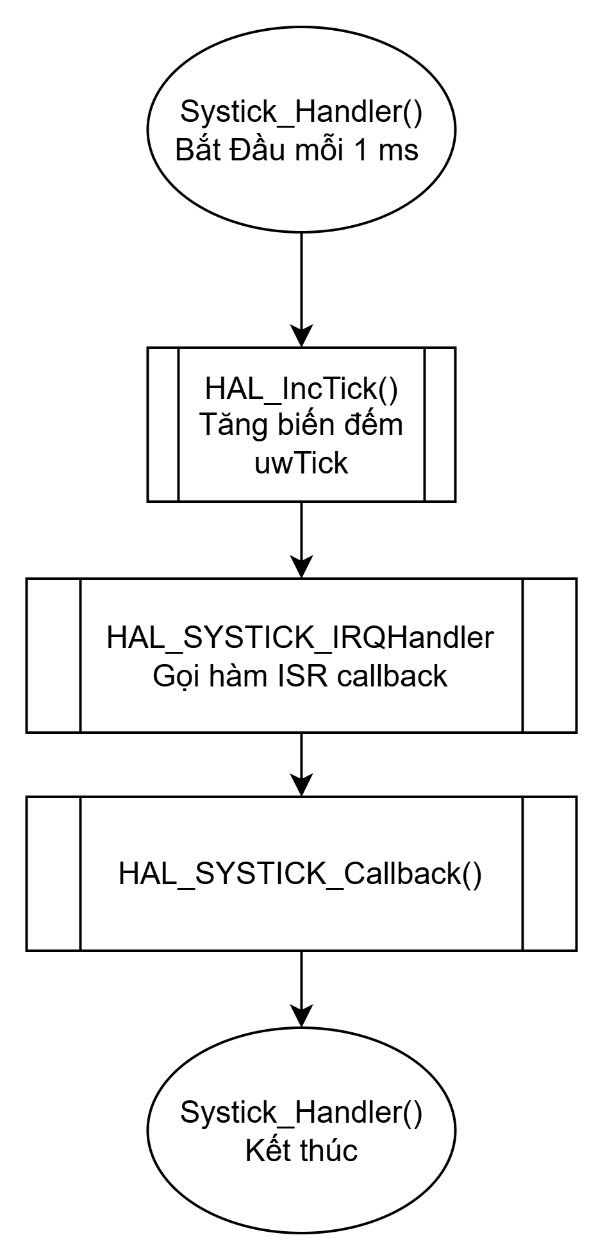 Systick_Handler()
Bắt Đầu mỗi 1 ms
HAL_IncTick()
Tăng biến đếm
uwTick
HAL_SYSTICK_IRQHandler
Gọi hàm ISR callback
HAL_SYSTICK_Callback()
Systick_Handler()
Kết thúc